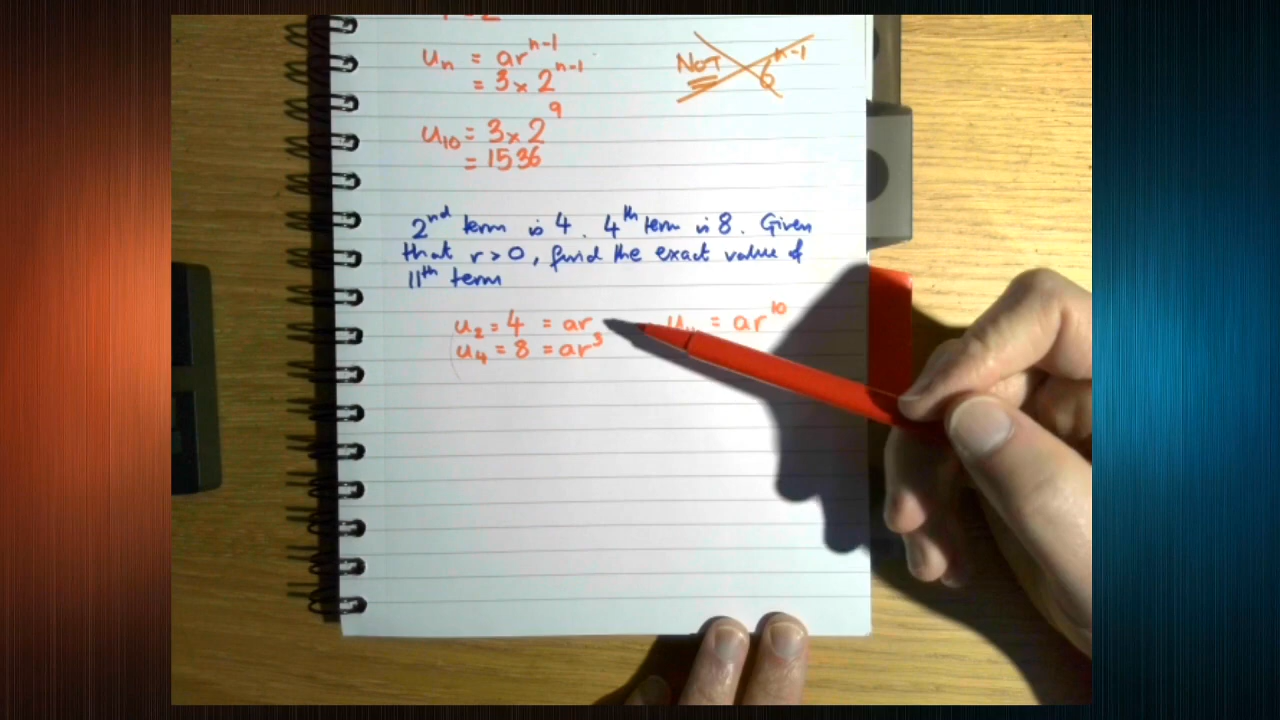 uₙ = arⁿ⁻¹
= 3 × 2ⁿ⁻¹
NOT 6ⁿ⁻¹
u₁₀ = 3 × 2⁹
= 1536
2ⁿᵈ term is 4. 4ᵗʰ term is 8. Given
that r > 0, find the exact value of
11ᵗʰ term
u₂ = 4 = ar
u₄ = 8 = ar³
u₁₁ = ar¹⁰